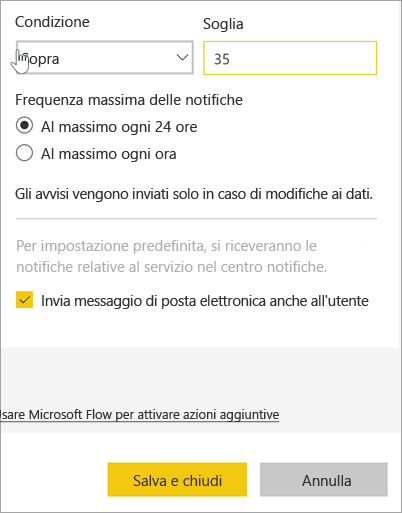 Condizione
Soglia
opra
35
Frequenza massima delle notifiche
Al massimo ogni 24 ore
Al massimo ogni ora
Gli avvisi vengono inviati solo in caso di modifiche ai dati.
Per impostazione predefinita, si riceveranno le
notifiche relative al servizio nel centro notifiche.
Invia messaggio di posta elettronica anche all'utente
Usare Microsoft Flow per attivare azioni aggiuntive
Salva e chiudi
Annulla